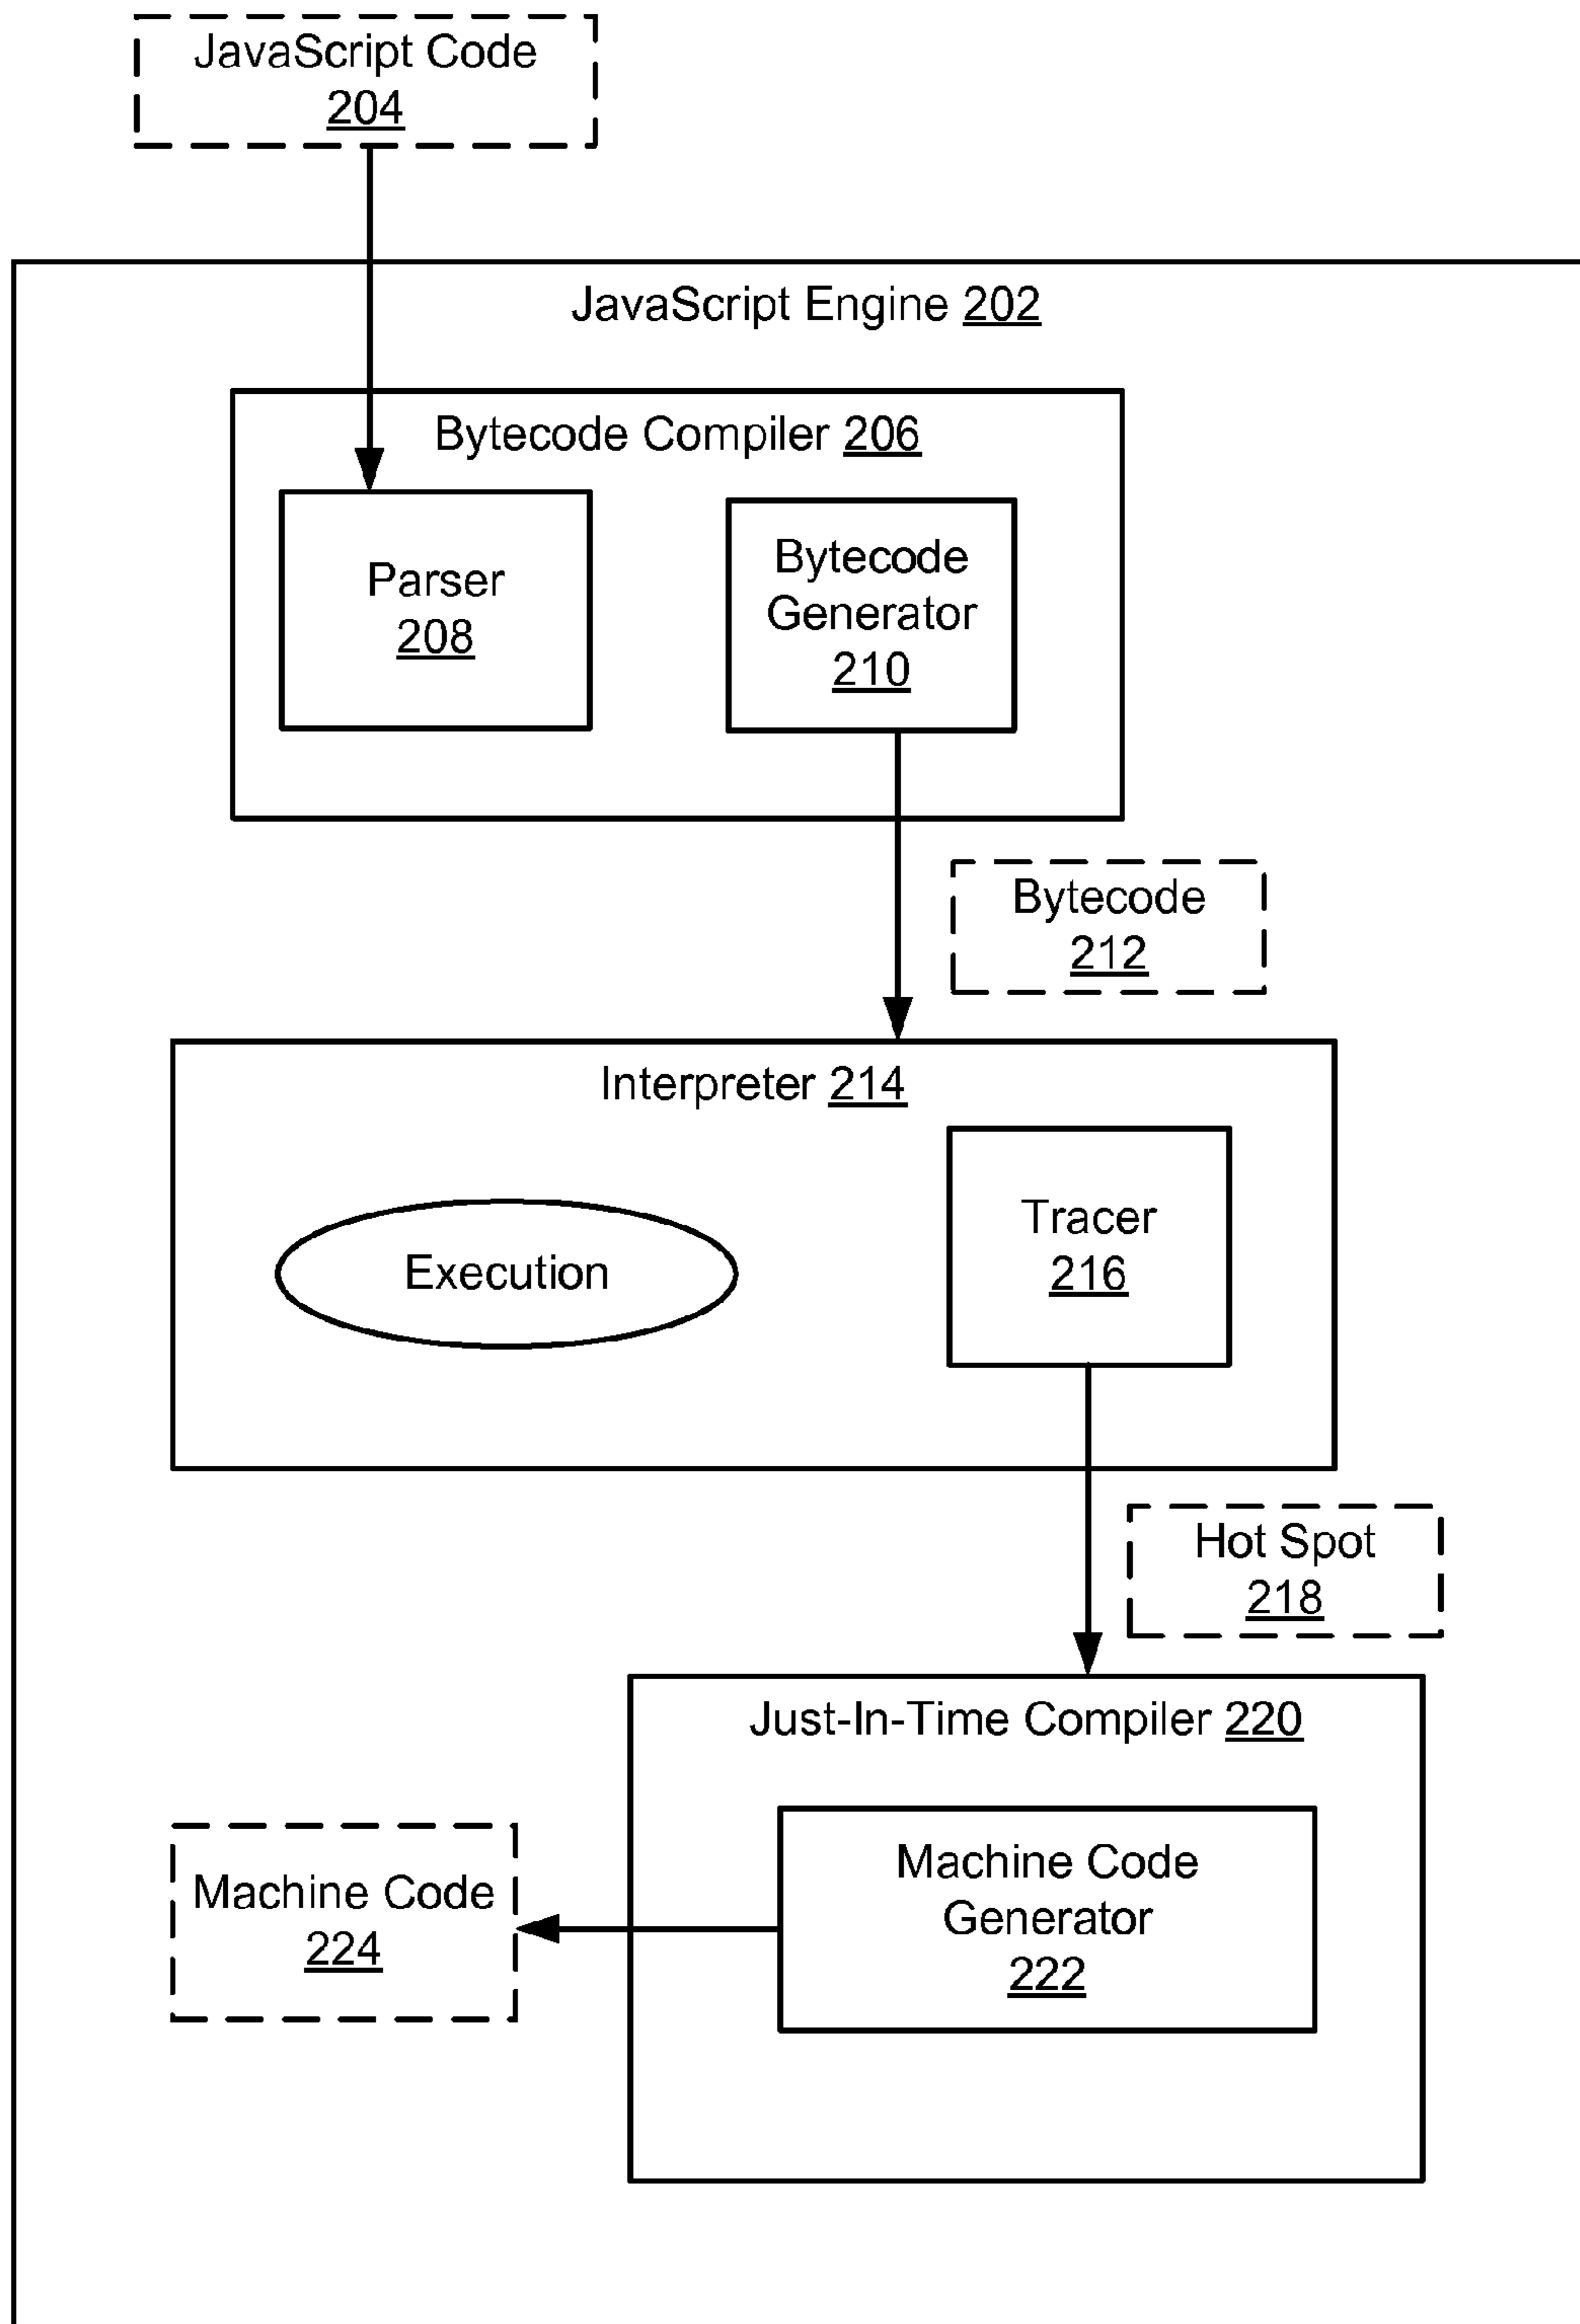 JavaScript Code
204
JavaScript Engine 202
Bytecode Compiler 206
Parser
208
Bytecode
Generator
210
Bytecode
212
Interpreter 214
Execution
Tracer
216
Hot Spot
218
Just-In-Time Compiler 220
Machine Code
Generator
222
Machine Code
224